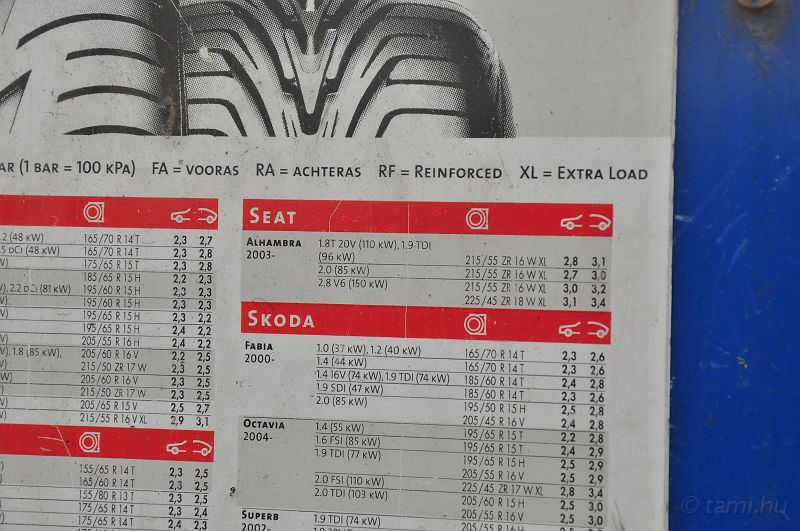 AR (1 BAR = 100 KPA) FA = VOORAS RA = ACHTERAS RF = REINFORCED XL = EXTRA LOAD
.2 (48 KW) 165/70 R 14 T 2,3 2,7
.5 DCI (48 KW) 165/70 R 14 T 2,3 2,8
W) 175/65 R 15 T 2,3 2,8
185/65 R 15 H 2,2 2,3
W), 2.2 DCI (81 KW) 195/60 R 15 H 2,3 2,3
W) 195/60 R 15 H 2,3 2,3
W) 195/65 R 15 H 2,3 2,2
195/65 R 15 H 2,4 2,2
W) 205/55 R 16 H 2,4 2,2
W), 1.8 (85 KW), 205/60 R 16 V 2,2 2,5
W) 215/50 ZR 17 W 2,3 2,5
205/60 R 16 V 2,3 2,5
W) 215/50 ZR 17 W 2,3 2,5
W) 205/65 R 15 V 2,5 2,7
W) 215/55 R 16 V XL 2,9 3,1
155/65 R 14 T 2,3 2,5
165/60 R 14 T 2,3 2,5
155/80 R 13 T 2,3 2,5
165/70 R 14 T 2,3 2,4
175/65 R 14 T 2,4 2,3
SEAT
ALHAMBRA 1.8T 20V (110 KW), 1.9 TDI
2003- (96 KW) 215/55 ZR 16 W XL 2,8 3,1
2.0 (85 KW) 215/55 ZR 16 W XL 2,7 3,0
2.8 V6 (150 KW) 215/55 ZR 16 W XL 3,0 3,2
225/45 ZR 18 W XL 3,1 3,4
SKODA
FABIA 1.0 (37 KW), 1.2 (40 KW) 165/70 R 14 T 2,3 2,6
2000- 1.4 (44 KW) 165/70 R 14 T 2,3 2,6
1.4 16V (74 KW), 1.9 TDI (74 KW) 185/60 R 14 T 2,4 2,8
1.9 SDI (47 KW) 185/60 R 14 T 2,3 2,6
2.0 (85 KW) 195/50 R 15 H 2,5 2,8
205/45 R 16 V 2,4 2,8
OCTAVIA 1.4 (55 KW) 195/65 R 15 T 2,2 2,8
2004- 1.6 FSI (85 KW) 195/65 R 15 T 2,4 2,9
1.9 TDI (77 KW) 195/65 R 15 H 2,5 2,9
205/55 R 16 V 2,5 2,9
2.0 FSI (110 KW) 225/45 ZR 17 W XL 2,8 3,4
2.0 TDI (103 KW) 205/60 R 15 H 2,5 3,0
205/55 R 16 V 2,5 3,0
SUPERB 1.9 TDI (74 KW) 195/65 R 15 H 2,5 3,0
2002-
© tami.hu